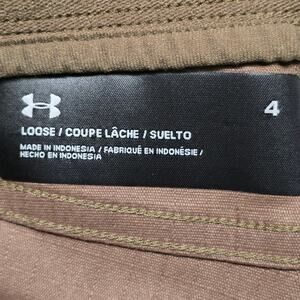 4
LOOSE / COUPE LÂCHE / SUELTO
MADE IN INDONESIA / FABRIQUÉ EN INDONÉSIE /
HECHO EN INDONESIA